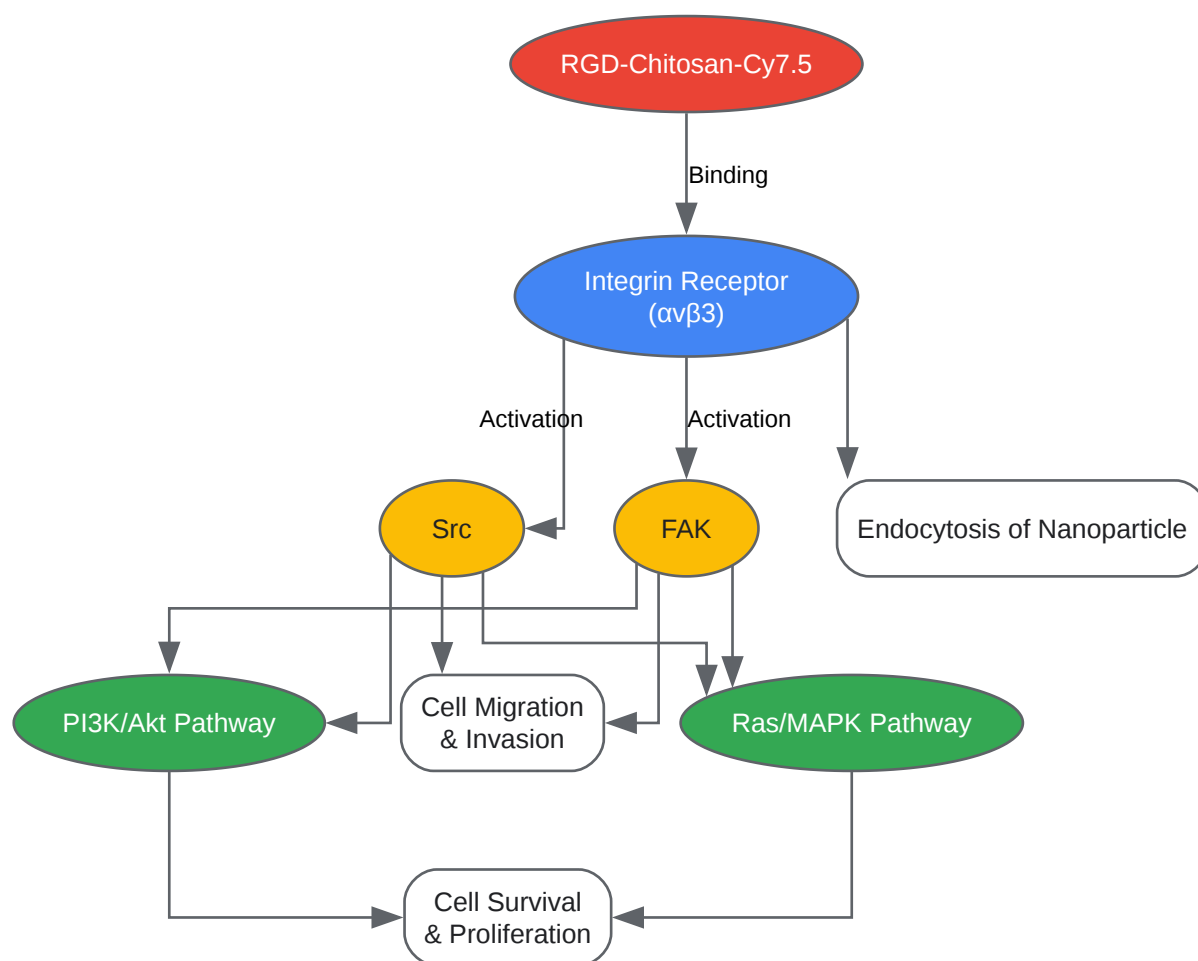 RGD-Chitosan-Cy7.5
Binding
Integrin Receptor
(αvβ3)
Activation
Activation
Src
FAK
Endocytosis of Nanoparticle
PI3K/Akt Pathway
Cell Migration
& Invasion
Ras/MAPK Pathway
Cell Survival
& Proliferation